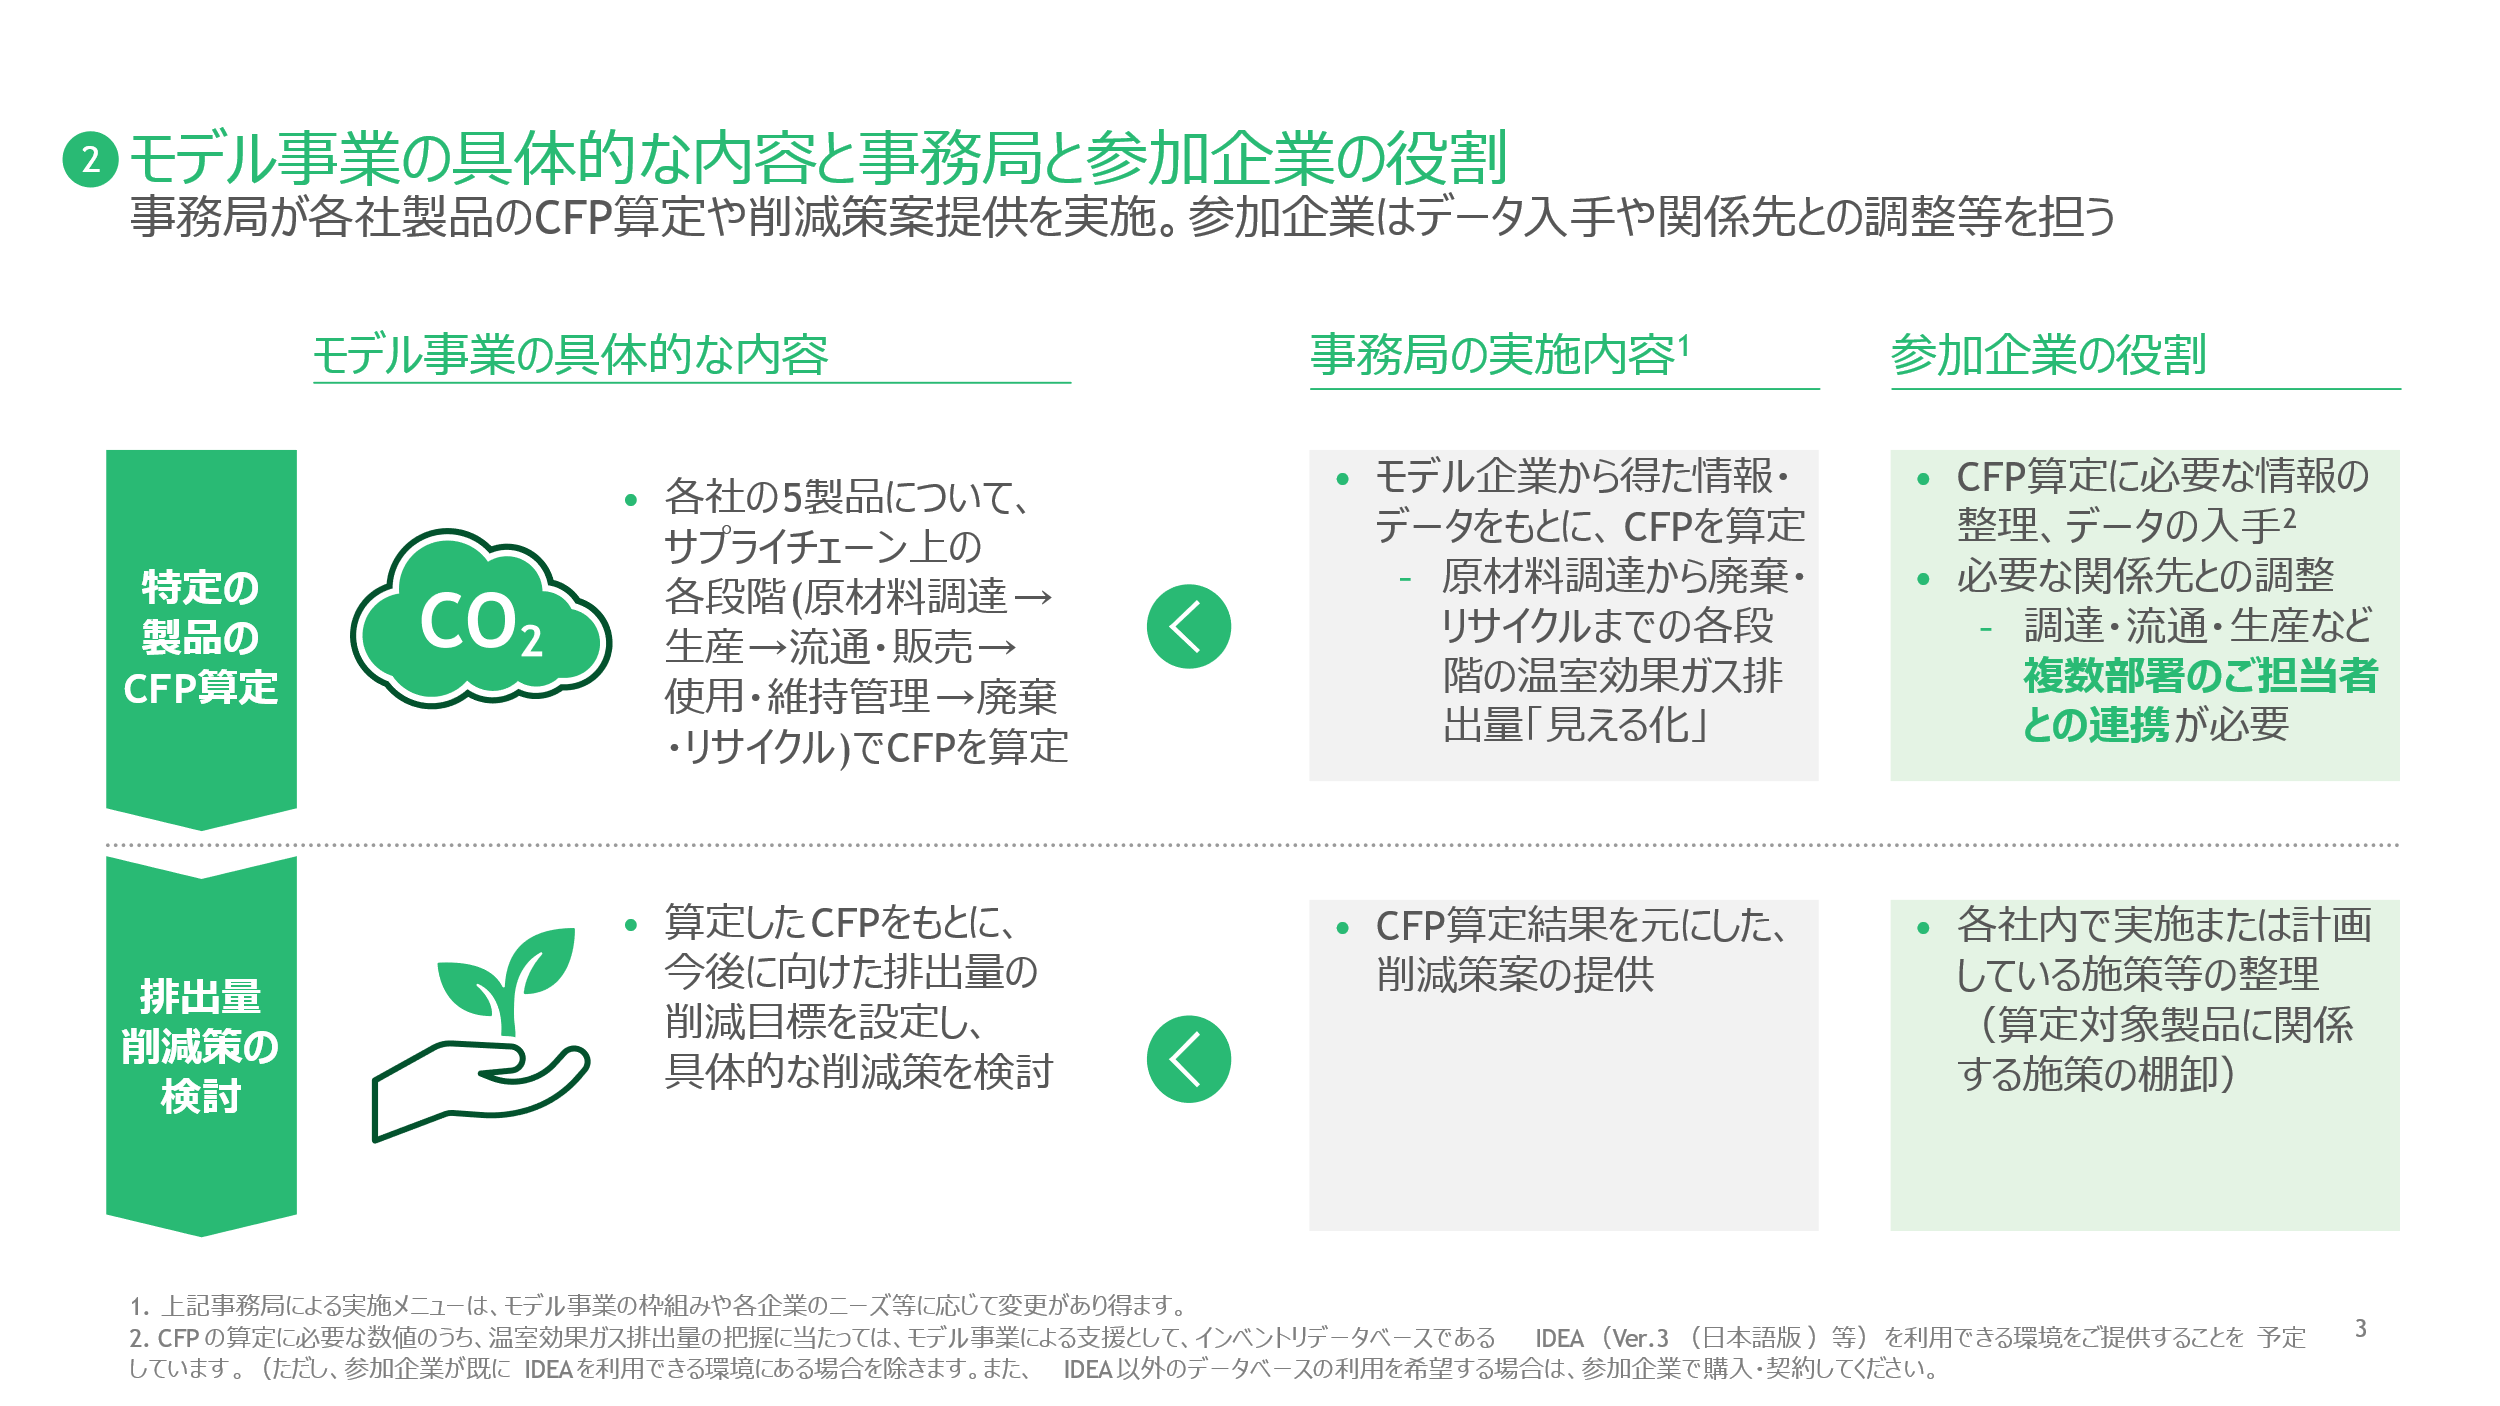 2 モデル事業の具体的な内容と事務局と参加企業の役割
事務局が各社製品のCFP算定や削減策案提供を実施。参加企業はデータ入手や関係先との調整等を担う
モデル事業の具体的な内容
事務局の実施内容1
参加企業の役割
特定の
製品の
CFP算定
CO2
• 各社の5製品について、
サプライチェーン上の
各段階(原材料調達→
生産→流通・販売→
使用・維持管理→廃棄
・リサイクル)でCFPを算定
• モデル企業から得た情報・
データをもとに、CFPを算定
- 原材料調達から廃棄・
リサイクルまでの各段
階の温室効果ガス排
出量「見える化」
• CFP算定に必要な情報の
整理、データの入手2
• 必要な関係先との調整
- 調達・流通・生産など
複数部署のご担当者
との連携が必要
排出量
削減策の
検討
• 算定したCFPをもとに、
今後に向けた排出量の
削減目標を設定し、
具体的な削減策を検討
• CFP算定結果を元にした、
削減策案の提供
• 各社内で実施または計画
している施策等の整理
（算定対象製品に関係
する施策の棚卸）
1. 上記事務局による実施メニューは、モデル事業の枠組みや各企業のニーズ等に応じて変更があり得ます。
2. CFPの算定に必要な数値のうち、温室効果ガス排出量の把握に当たっては、モデル事業による支援として、インベントリデータベースである IDEA（Ver.3（日本語版）等）を利用できる環境をご提供することを予定
しています。（ただし、参加企業が既に IDEAを利用できる環境にある場合を除きます。また、 IDEA以外のデータベースの利用を希望する場合は、参加企業で購入・契約してください。
3